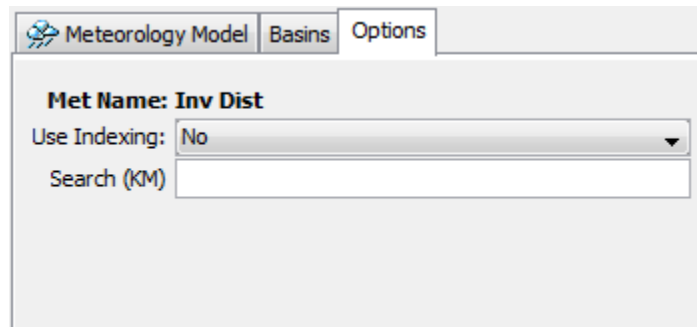 Meteorology Model Basins Options
Met Name: Inv Dist
Use Indexing: No
Search (KM)